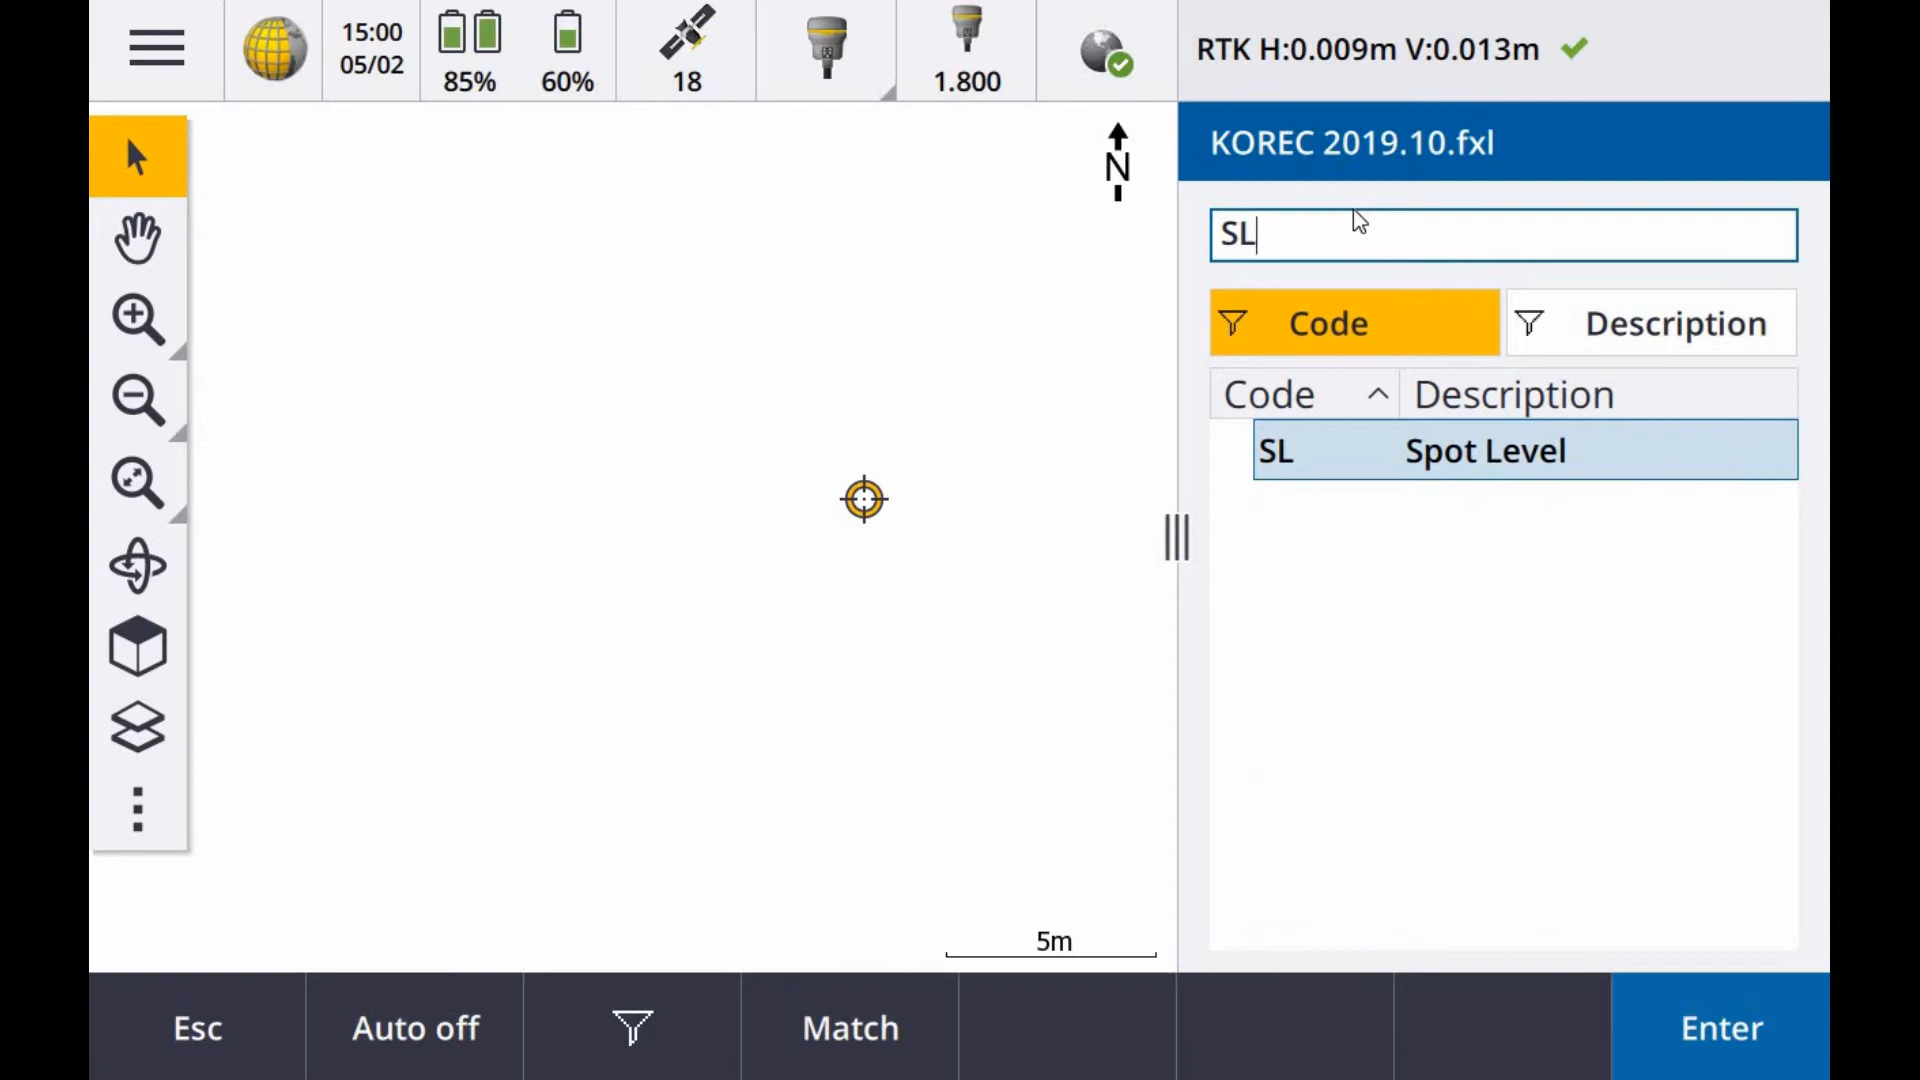 15:00
05/02
85%
60%
18
1.800
RTK H:0.009m V:0.013m
KOREC 2019.10.fxl
SL
Code
Description
Code
Description
SL
Spot Level
N
5m
Esc
Auto off
Match
Enter